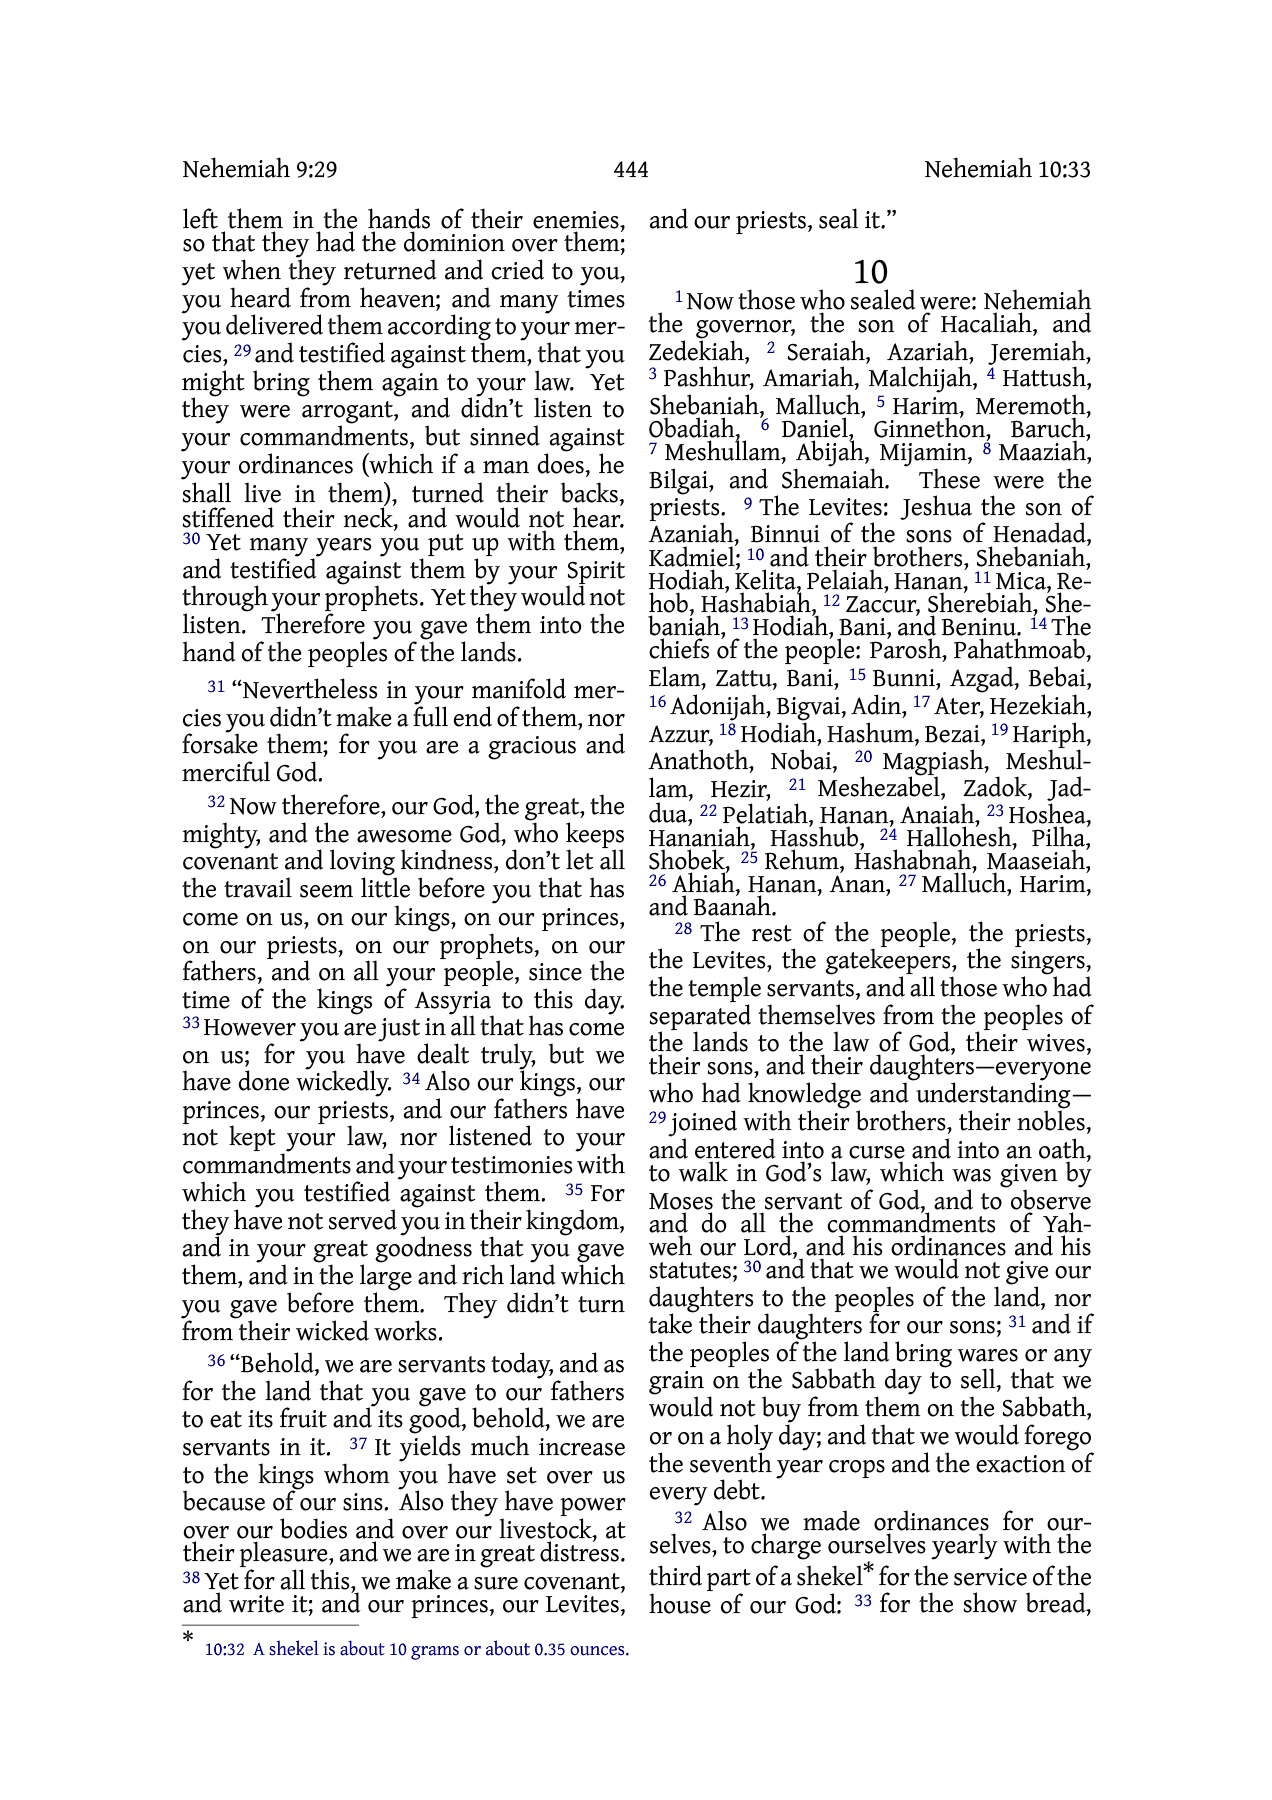 Nehemiah 9:29 444 Nehemiah 10:33
left them in the hands of their enemies,
so that they had the dominion over them;
yet when they returned and cried to you,
you heard from heaven; and many times
you delivered them according to your mer-
cies, 29 and testified against them, that you
might bring them again to your law. Yet
they were arrogant, and didn’t listen to
your commandments, but sinned against
your ordinances (which if a man does, he
shall live in them), turned their backs,
stiffened their neck, and would not hear.
30 Yet many years you put up with them,
and testified against them by your Spirit
through your prophets. Yet they would not
listen. Therefore you gave them into the
hand of the peoples of the lands.
31 “Nevertheless in your manifold mer-
cies you didn’t make a full end of them, nor
forsake them; for you are a gracious and
merciful God.
32 Now therefore, our God, the great, the
mighty, and the awesome God, who keeps
covenant and loving kindness, don’t let all
the travail seem little before you that has
come on us, on our kings, on our princes,
on our priests, on our prophets, on our
fathers, and on all your people, since the
time of the kings of Assyria to this day.
33 However you are just in all that has come
on us; for you have dealt truly, but we
have done wickedly. 34 Also our kings, our
princes, our priests, and our fathers have
not kept your law, nor listened to your
commandments and your testimonies with
which you testified against them. 35 For
they have not served you in their kingdom,
and in your great goodness that you gave
them, and in the large and rich land which
you gave before them. They didn’t turn
from their wicked works.
36 “Behold, we are servants today, and as
for the land that you gave to our fathers
to eat its fruit and its good, behold, we are
servants in it. 37 It yields much increase
to the kings whom you have set over us
because of our sins. Also they have power
over our bodies and over our livestock, at
their pleasure, and we are in great distress.
38 Yet for all this, we make a sure covenant,
and write it; and our princes, our Levites,
and our priests, seal it.”
10
1 Now those who sealed were: Nehemiah
the governor, the son of Hacaliah, and
Zedekiah, 2 Seraiah, Azariah, Jeremiah,
3 Pashhur, Amariah, Malchijah, 4 Hattush,
Shebaniah, Malluch, 5 Harim, Meremoth,
Obadiah, 6 Daniel, Ginnethon, Baruch,
7 Meshullam, Abijah, Mijamin, 8 Maaziah,
Bilgai, and Shemaiah. These were the
priests. 9 The Levites: Jeshua the son of
Azaniah, Binnui of the sons of Henadad,
Kadmiel; 10 and their brothers, Shebaniah,
Hodiah, Kelita, Pelaiah, Hanan, 11 Mica, Re-
hob, Hashabiah, 12 Zaccur, Sherebiah, She-
baniah, 13 Hodiah, Bani, and Beninu. 14 The
chiefs of the people: Parosh, Pahathmoab,
Elam, Zattu, Bani, 15 Bunni, Azgad, Bebai,
16 Adonijah, Bigvai, Adin, 17 Ater, Hezekiah,
Azzur, 18 Hodiah, Hashum, Bezai, 19 Hariph,
Anathoth, Nobai, 20 Magpiash, Meshul-
lam, Hezir, 21 Meshezabel, Zadok, Jad-
dua, 22 Pelatiah, Hanan, Anaiah, 23 Hoshea,
Hananiah, Hasshub, 24 Hallohesh, Pilha,
Shobek, 25 Rehum, Hashabnah, Maaseiah,
26 Ahiah, Hanan, Anan, 27 Malluch, Harim,
and Baanah.
28 The rest of the people, the priests,
the Levites, the gatekeepers, the singers,
the temple servants, and all those who had
separated themselves from the peoples of
the lands to the law of God, their wives,
their sons, and their daughters—everyone
who had knowledge and understanding—
29 joined with their brothers, their nobles,
and entered into a curse and into an oath,
to walk in God’s law, which was given by
Moses the servant of God, and to observe
and do all the commandments of Yah-
weh our Lord, and his ordinances and his
statutes; 30 and that we would not give our
daughters to the peoples of the land, nor
take their daughters for our sons; 31 and if
the peoples of the land bring wares or any
grain on the Sabbath day to sell, that we
would not buy from them on the Sabbath,
or on a holy day; and that we would forego
the seventh year crops and the exaction of
every debt.
32 Also we made ordinances for our-
selves, to charge ourselves yearly with the
third part of a shekel* for the service of the
house of our God: 33 for the show bread,
* 10:32 A shekel is about 10 grams or about 0.35 ounces.